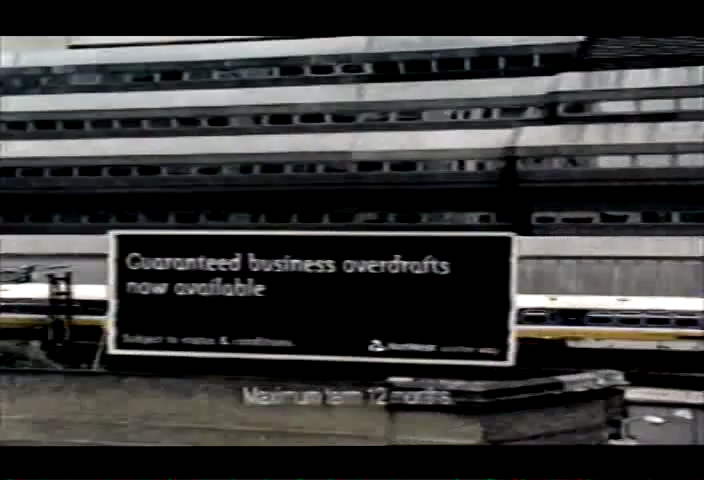 Guaranteed business overdrafts
now available
Subject to status & conditions.
Maximum term 12 months.